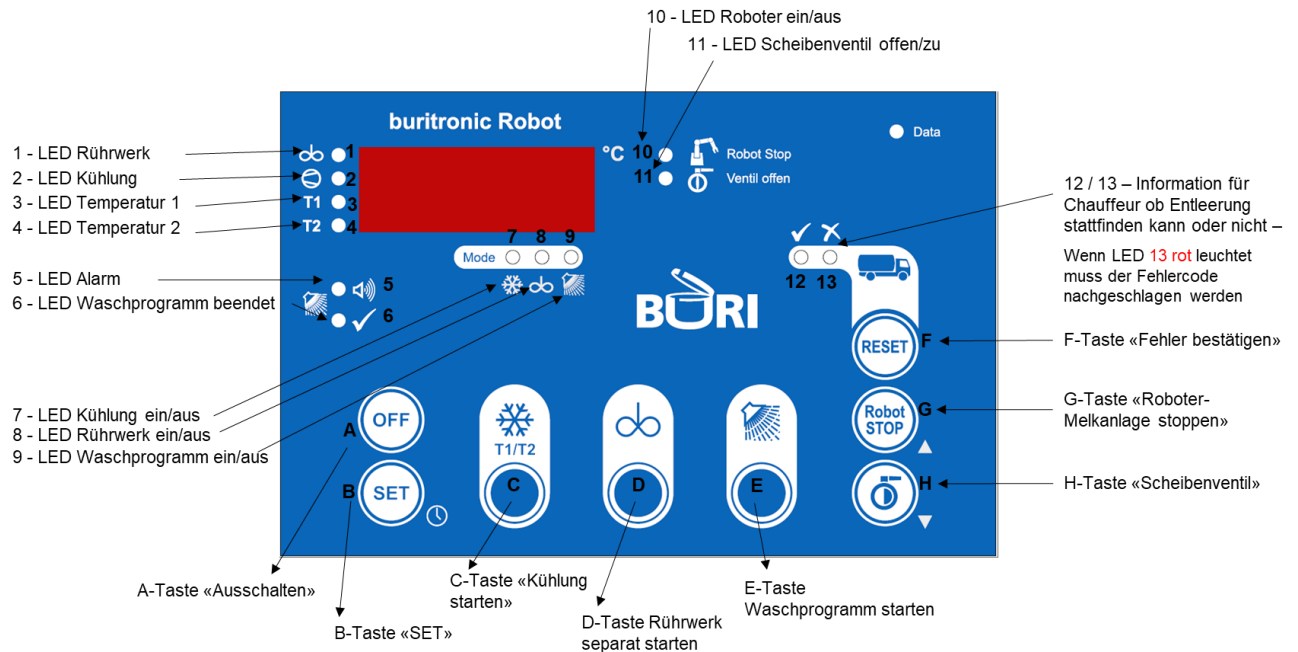 10 - LED Roboter ein/aus
11 - LED Scheibenventil offen/zu
buritronic Robot
Data
1 - LED Rührwerk
2 - LED Kühlung
3 - LED Temperatur 1
4 - LED Temperatur 2
1
2
T1 3
T2 4
°C 10 Robot Stop
11 Ventil offen
12 / 13 – Information für
Chauffeur ob Entleerung
stattfinden kann oder nicht –
Wenn LED 13 rot leuchtet
muss der Fehlercode
nachgeschlagen werden
7 8 9
Mode
12 13
5 - LED Alarm
6 - LED Waschprogramm beendet
5
6
BURI
RESET F
F-Taste «Fehler bestätigen»
7 - LED Kühlung ein/aus
8 - LED Rührwerk ein/aus
9 - LED Waschprogramm ein/aus
A OFF
T1/T2
Robot
STOP
G
G-Taste «Roboter-
Melkanlage stoppen»
B SET
C
D
E
H
H-Taste «Scheibenventil»
A-Taste «Ausschalten»
B-Taste «SET»
C-Taste «Kühlung
starten»
D-Taste Rührwerk
separat starten
E-Taste
Waschprogramm starten